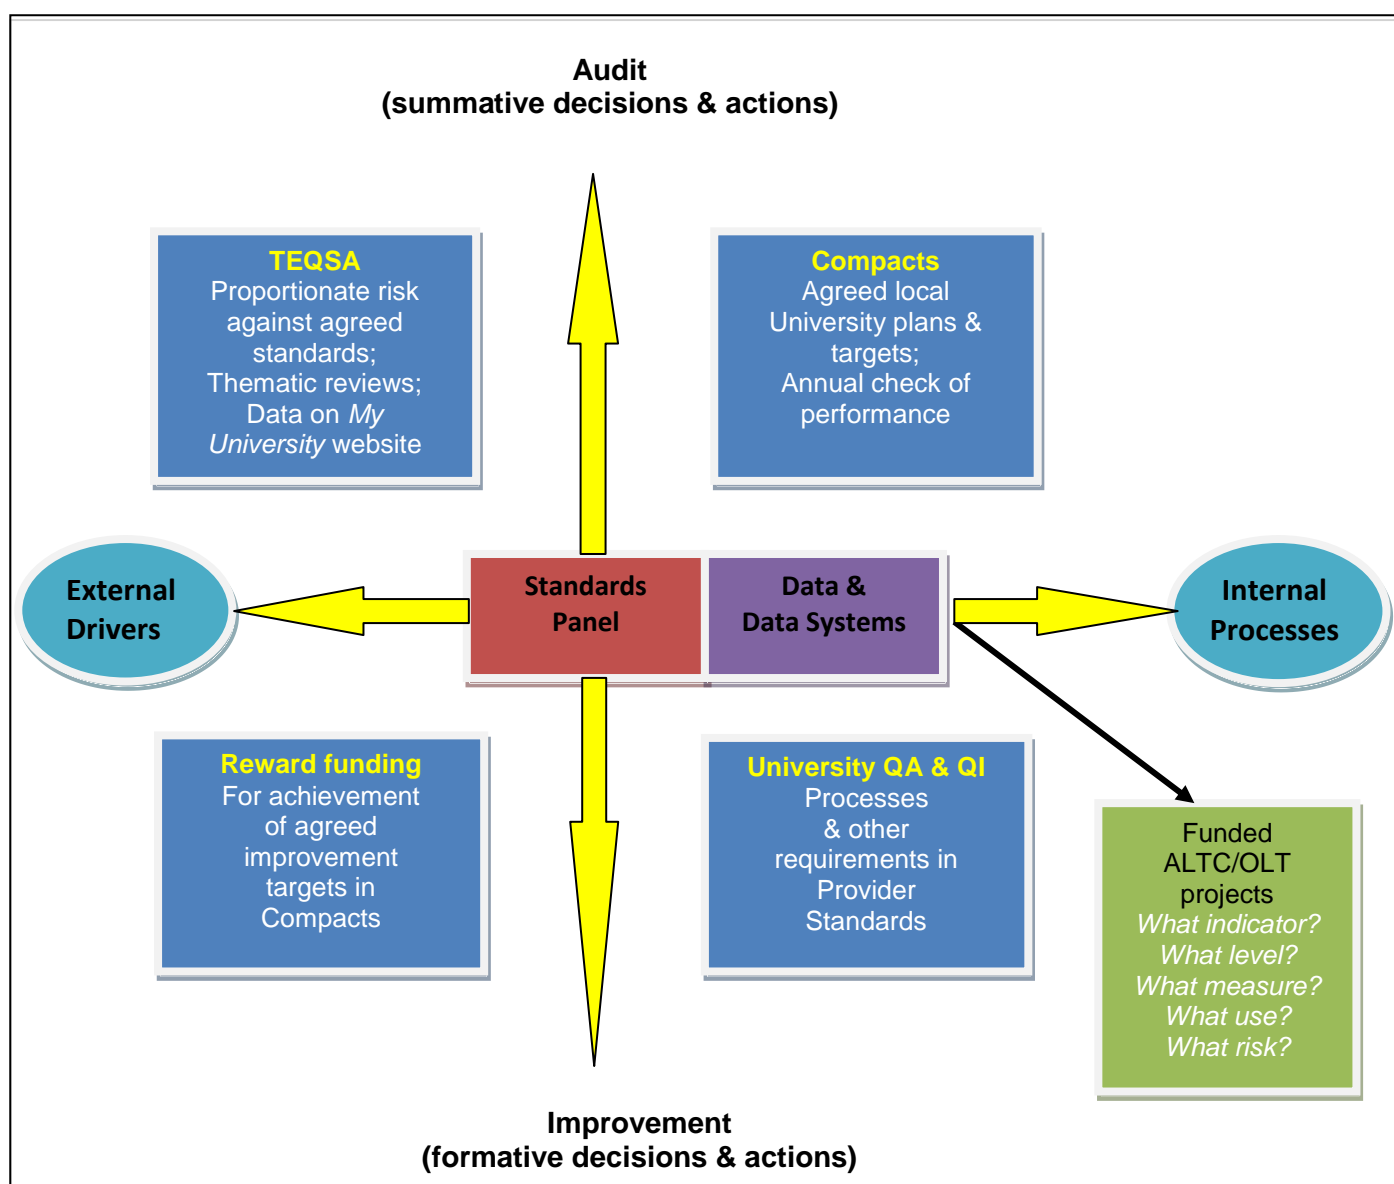 Audit
(summative decisions & actions)
TEQSA
Proportionate risk
against agreed
standards;
Thematic reviews;
Data on My
University website
Compacts
Agreed local
University plans &
targets;
Annual check of
performance
External
Drivers
Standards
Panel
Data &
Data Systems
Internal
Processes
Reward funding
For achievement
of agreed
improvement
targets in
Compacts
University QA & QI
Processes
& other
requirements in
Provider
Standards
Funded
ALTC/OLT
projects
What indicator?
What level?
What measure?
What use?
What risk?
Improvement
(formative decisions & actions)